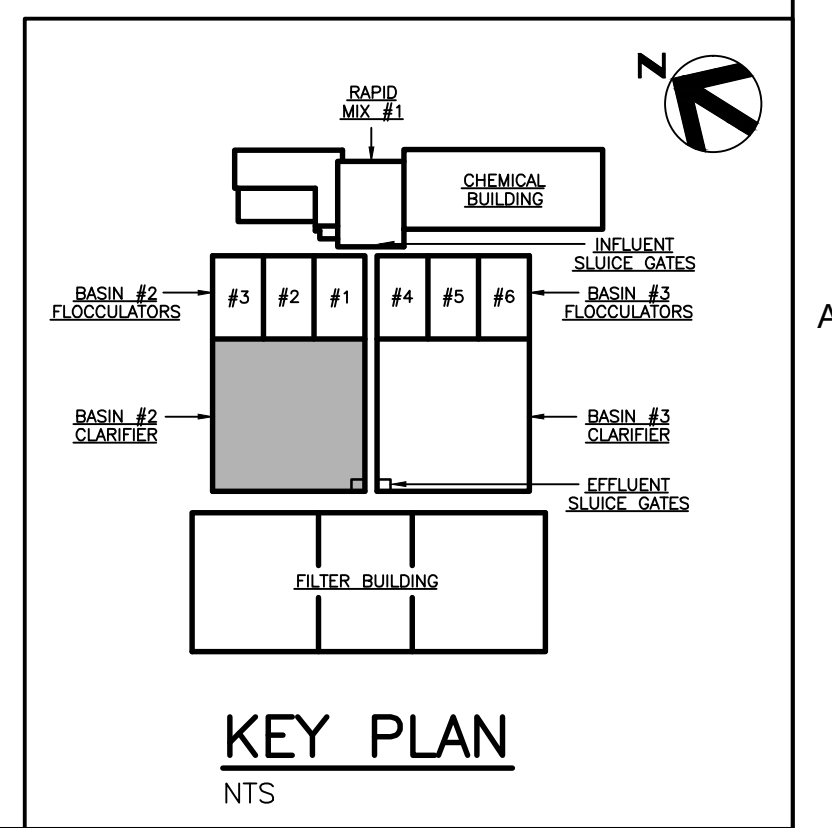 N
RAPID
MIX #1
CHEMICAL
BUILDING
INFLUENT
SLUICE GATES
BASIN #2
FLOCCULATORS
#3 #2 #1 #4 #5 #6
BASIN #3
FLOCCULATORS
A
BASIN #2
CLARIFIER
BASIN #3
CLARIFIER
EFFLUENT
SLUICE GATES
FILTER BUILDING
KEY PLAN
NTS